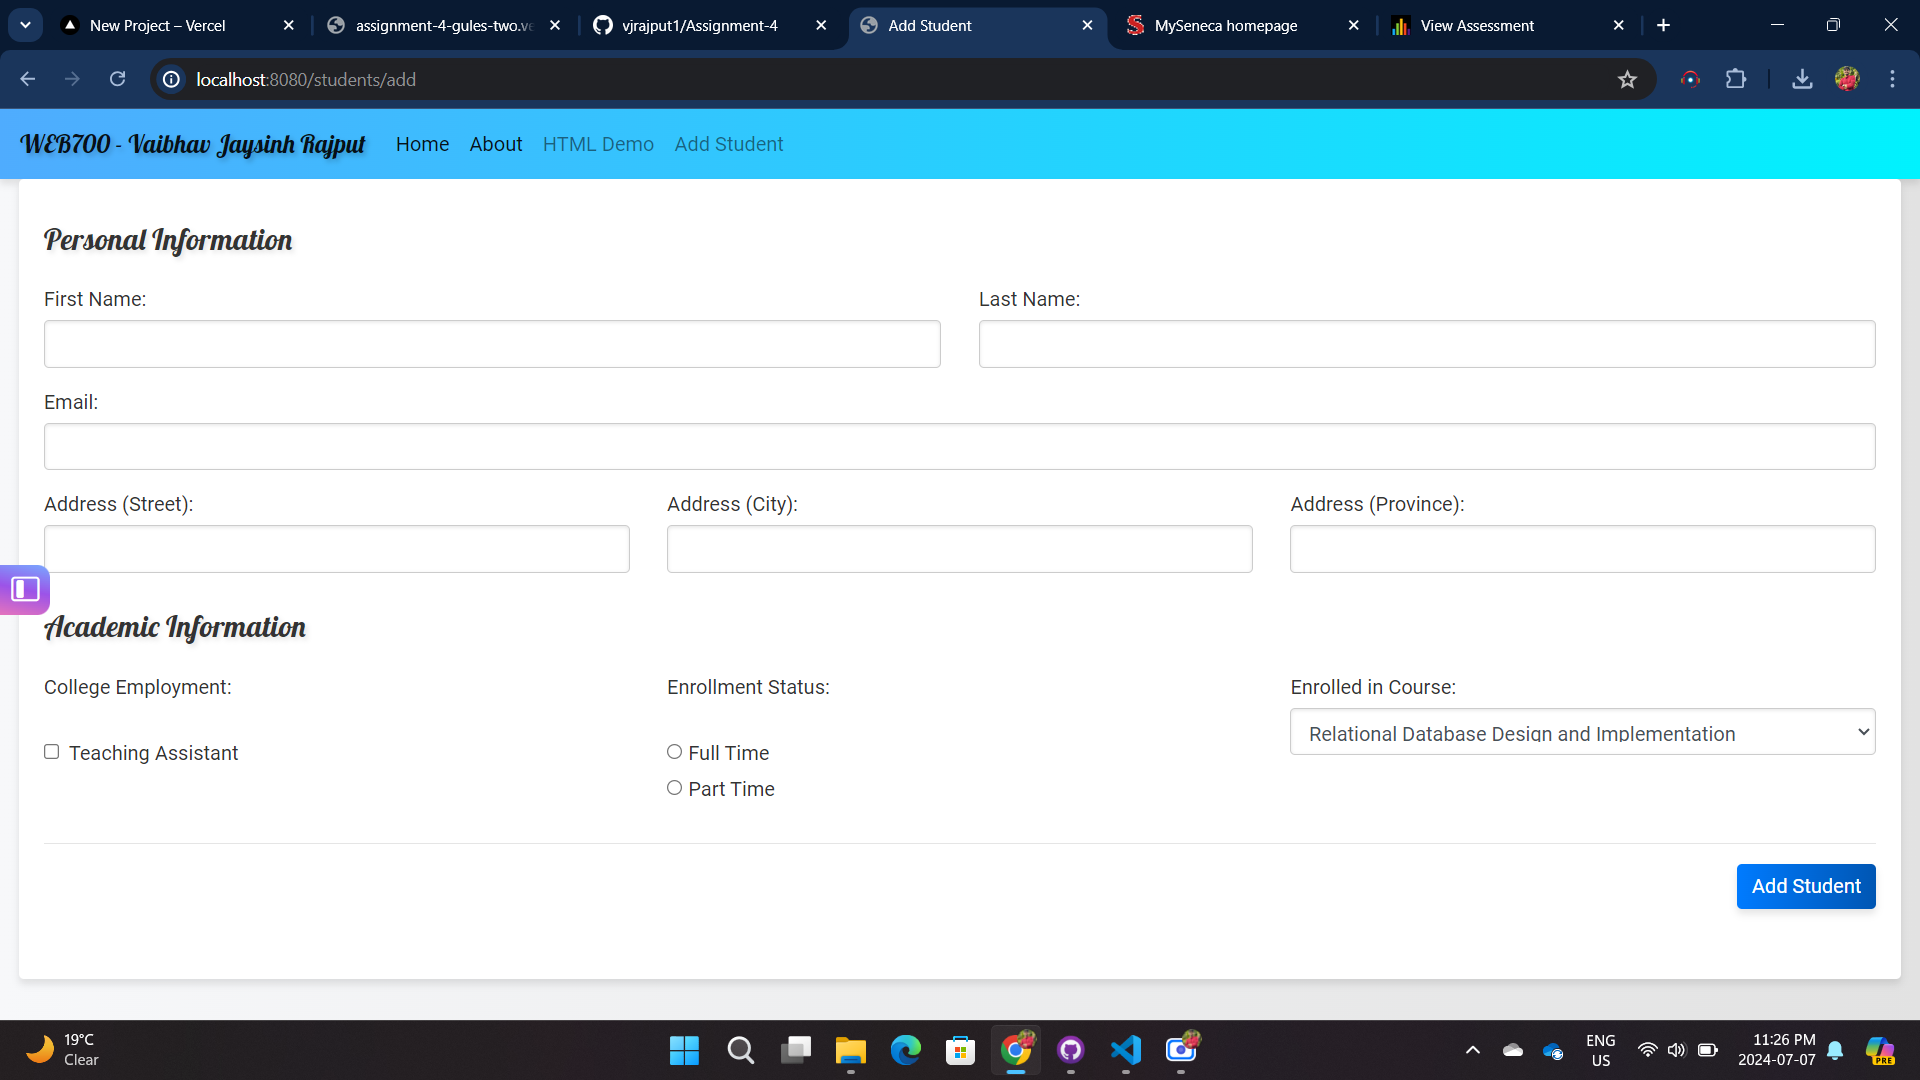 New Project – Vercel
assignment-4-gules-two.ve
vjrajput1/Assignment-4
Add Student
MySeneca homepage
View Assessment
localhost:8080/students/add
WEB700 - Vaibhav Jaysinh Rajput
Home
About
HTML Demo
Add Student
Personal Information
First Name:
Last Name:
Email:
Address (Street):
Address (City):
Address (Province):
Academic Information
College Employment:
Enrollment Status:
Enrolled in Course:
Teaching Assistant
Full Time
Part Time
Relational Database Design and Implementation
Add Student
19°C
Clear
ENG
US
11:26 PM
2024-07-07
PRE